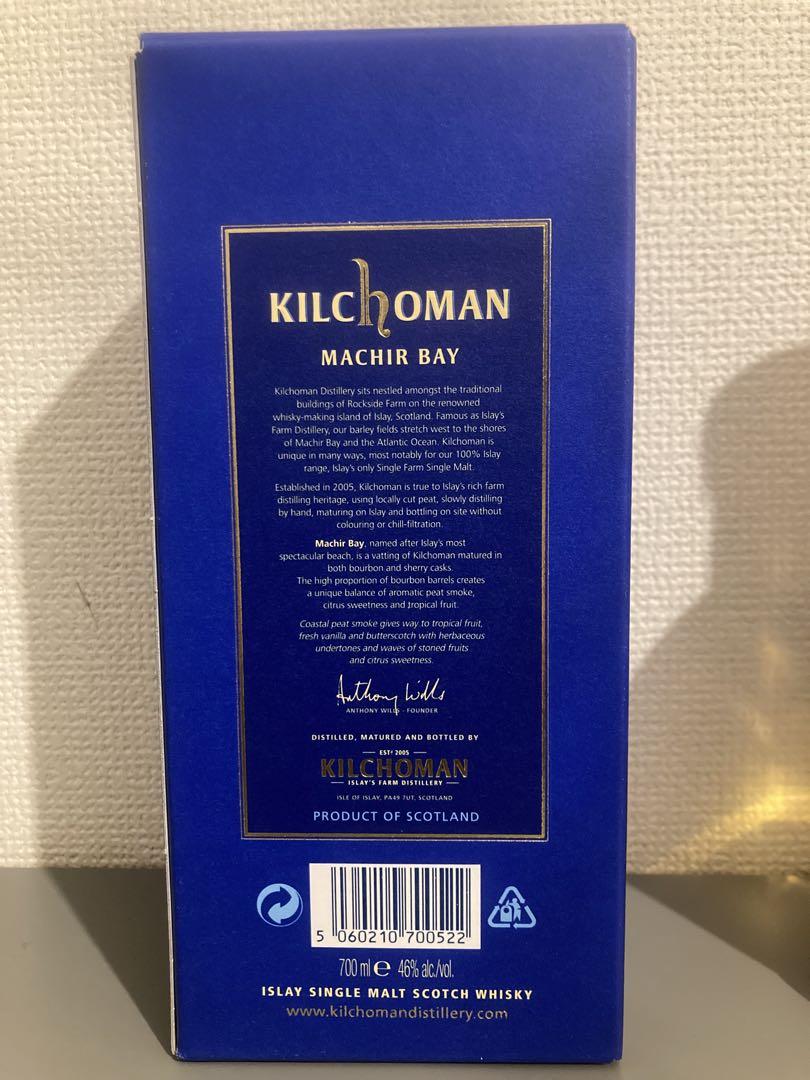 KILCHOMAN
MACHIR BAY
Kilchoman Distillery sits nestled amongst the traditional
buildings of Rockside Farm on the renowned
whisky-making island of Islay, Scotland. Famous as Islay's
Farm Distillery, our barley fields stretch west to the shores
of Machir Bay and the Atlantic Ocean. Kilchoman is
unique in many ways, most notably for our 100% Islay
range, Islay's only Single Farm Single Malt.
Established in 2005, Kilchoman is true to Islay's rich farm
distilling heritage, using locally cut peat, slowly distilling
by hand, maturing on Islay and bottling on site without
colouring or chill-filtration.
Machir Bay, named after Islay's most
spectacular beach, is a vatting of Kilchoman matured in
both bourbon and sherry casks.
The high proportion of bourbon barrels creates
a unique balance of aromatic peat smoke,
citrus sweetness and tropical fruit.
Coastal peat smoke gives way to tropical fruit,
fresh vanilla and butterscotch with herbaceous
undertones and waves of stoned fruits
and citrus sweetness.
Anthony Wills
ANTHONY WILLS - FOUNDER
DISTILLED, MATURED AND BOTTLED BY
ESTD 2005
KILCHOMAN
ISLAY'S FARM DISTILLERY
ISLE OF ISLAY, PA49 7UT, SCOTLAND
PRODUCT OF SCOTLAND
5 060210 700522
700 ml e 46% alc./vol.
ISLAY SINGLE MALT SCOTCH WHISKY
www.kilchomandistillery.com